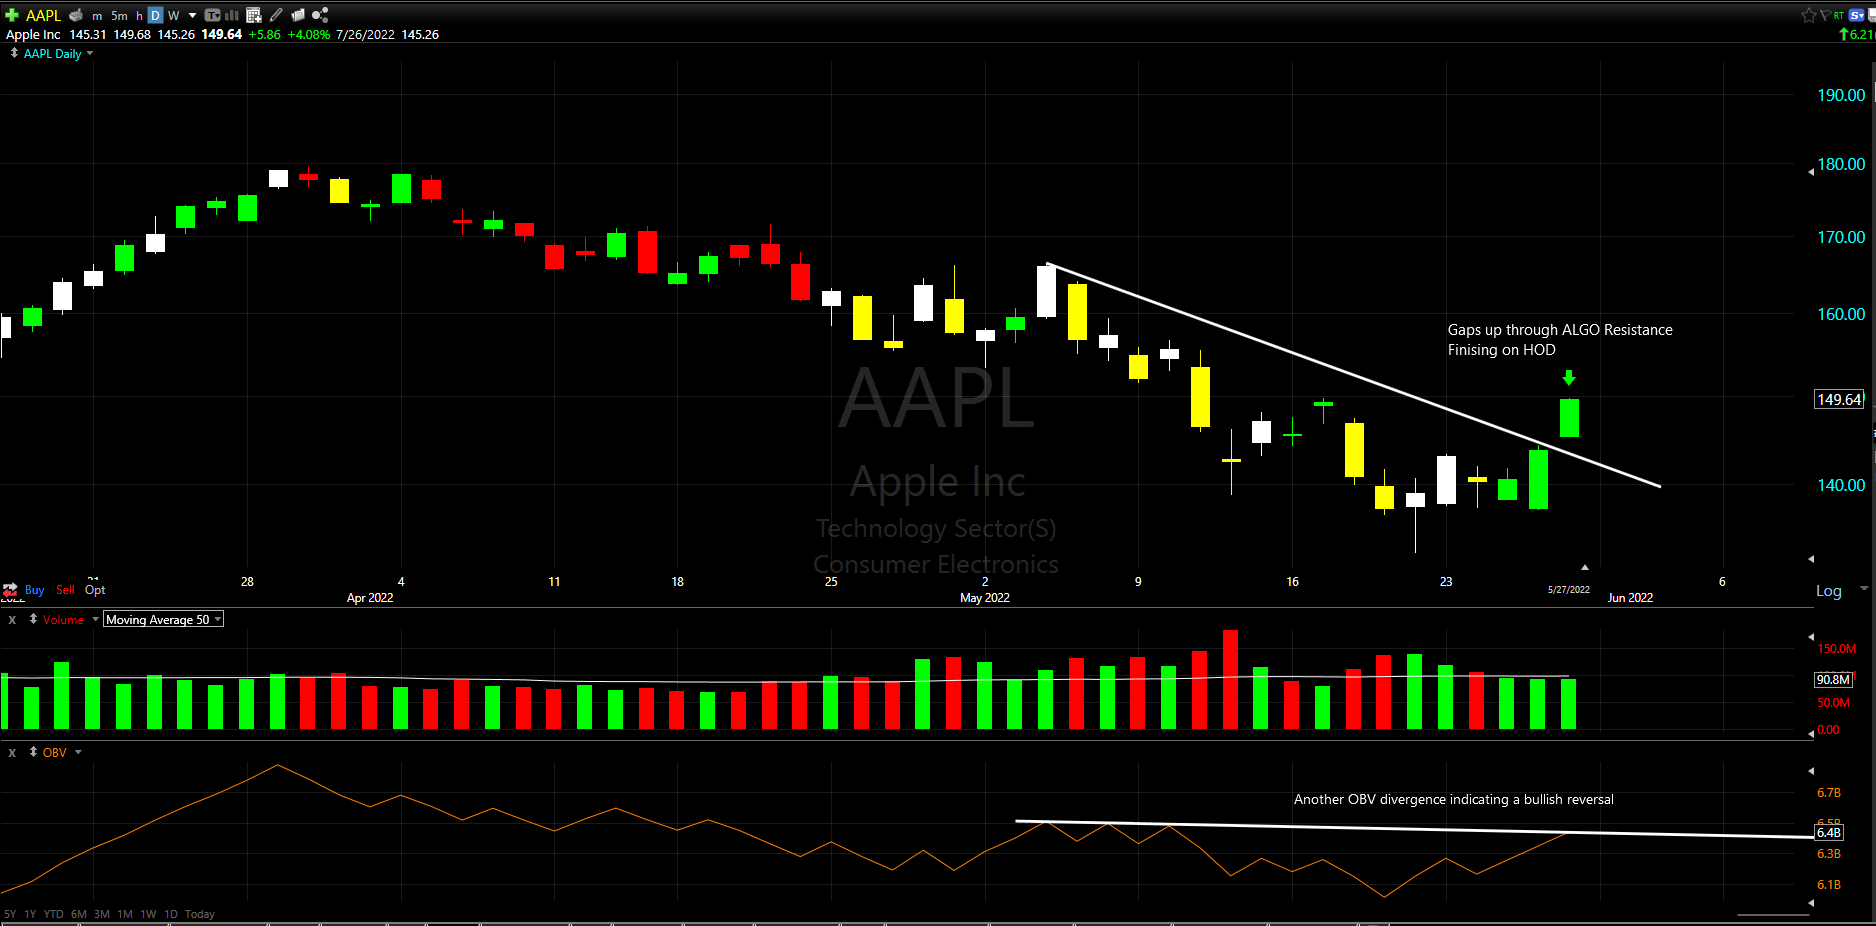 AAPL m 5m h D W
RT S
Apple Inc 145.31 149.68 145.26 149.64 +5.86 +4.08% 7/26/2022 145.26
AAPL Daily
190.00
180.00
170.00
160.00
Gaps up through ALGO Resistance
Finising on HOD
149.64
140.00
AAPL
Apple Inc
Technology Sector(S)
Consumer Electronics
28 4 11 18 25 2 9 16 23 6
Buy Sell Opt
5/27/2022
Apr 2022 May 2022 Jun 2022
Log
X Volume Moving Average 50
150.0M
90.8M
50.0M
0.00
X OBV
6.7B
Another OBV divergence indicating a bullish reversal
6.4B
6.3B
6.1B
5Y 1Y YTD 6M 3M 1M 1W 1D Today